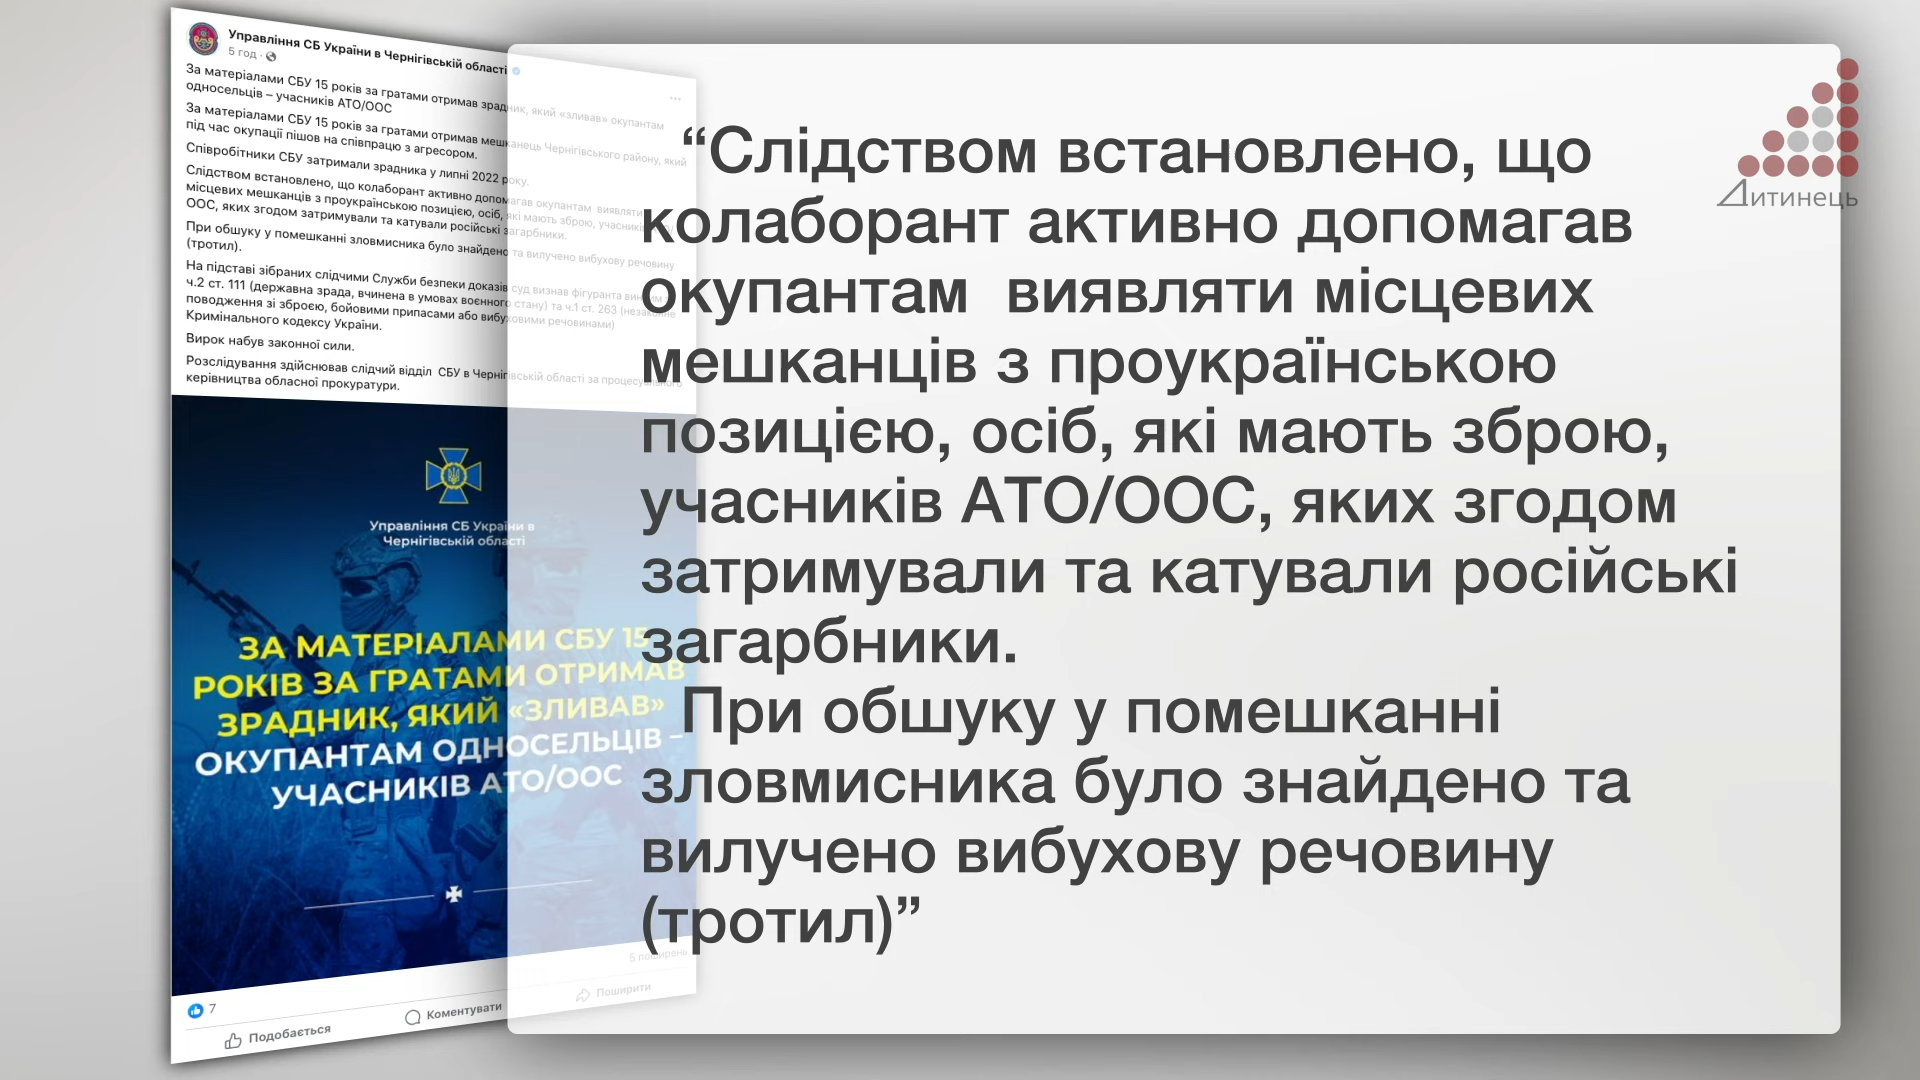 Управління СБ України в Чернігівській області
5 год ·
За матеріалами СБУ 15 років за гратами отримав зрадник, який «зливав» окупантам
односельців – учасників АТО/ООС
За матеріалами СБУ 15 років за гратами отримав мешканець Чернігівського району, який
під час окупації пішов на співпрацю з агресором.
Співробітники СБУ затримали зрадника у липні 2022 року.
Слідством встановлено, що колаборант активно допомагав окупантам виявляти
місцевих мешканців з проукраїнською позицією, осіб, які мають зброю, учасників
ООС, яких згодом затримували та катували російські загарбники.
При обшуку у помешканні зловмисника було знайдено та вилучено вибухову речовину
(тротил).
На підставі зібраних слідчими Служби безпеки доказів суд визнав фігуранта винним
ч.2 ст. 111 (державна зрада, вчинена в умовах воєнного стану) та ч.1 ст. 263 (незаконне
поводження зі зброєю, бойовими припасами або вибуховими речовинами)
Кримінального кодексу України.
Вирок набув законної сили.
Розслідування здійснював слідчий відділ СБУ в Чернігівській області за процесуального
керівництва обласної прокуратури.
Управління СБ України в
Чернігівській області
ЗА МАТЕРІАЛАМИ СБУ 15
РОКІВ ЗА ГРАТАМИ ОТРИМАВ
ЗРАДНИК, ЯКИЙ «ЗЛИВАВ»
ОКУПАНТАМ ОДНОСЕЛЬЦІВ –
УЧАСНИКІВ АТО/ООС
7
5 поширень
Подобається
Коментувати
Поширити
“Слідством встановлено, що
колаборант активно допомагав
окупантам  виявляти місцевих
мешканців з проукраїнською
позицією, осіб, які мають зброю,
учасників АТО/ООС, яких згодом
затримували та катували російські
загарбники.
При обшуку у помешканні
зловмисника було знайдено та
вилучено вибухову речовину
(тротил)”
Дитинець